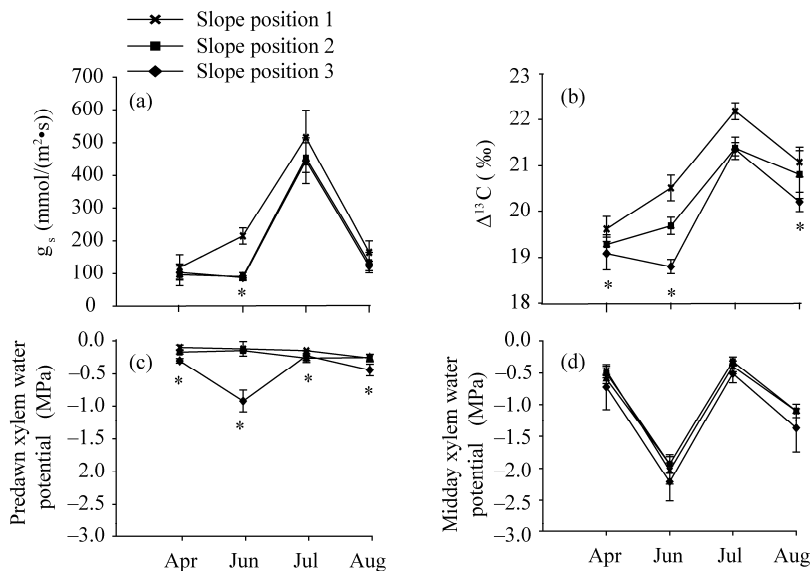 Slope position 1
Slope position 2
Slope position 3
(a)
700
600
500
400
300
200
100
0
g s (mmol/(m²•s))
*
(b)
23
22
21
20
19
18
Δ¹³C (‰)
* * *
(c)
0.0
−0.5
−1.0
−1.5
−2.0
−2.5
−3.0
Predawn xylem water
potential (MPa)
* * * *
Apr Jun Jul Aug
(d)
0.0
−0.5
−1.0
−1.5
−2.0
−2.5
−3.0
Midday xylem water
potential (MPa)
Apr Jun Jul Aug